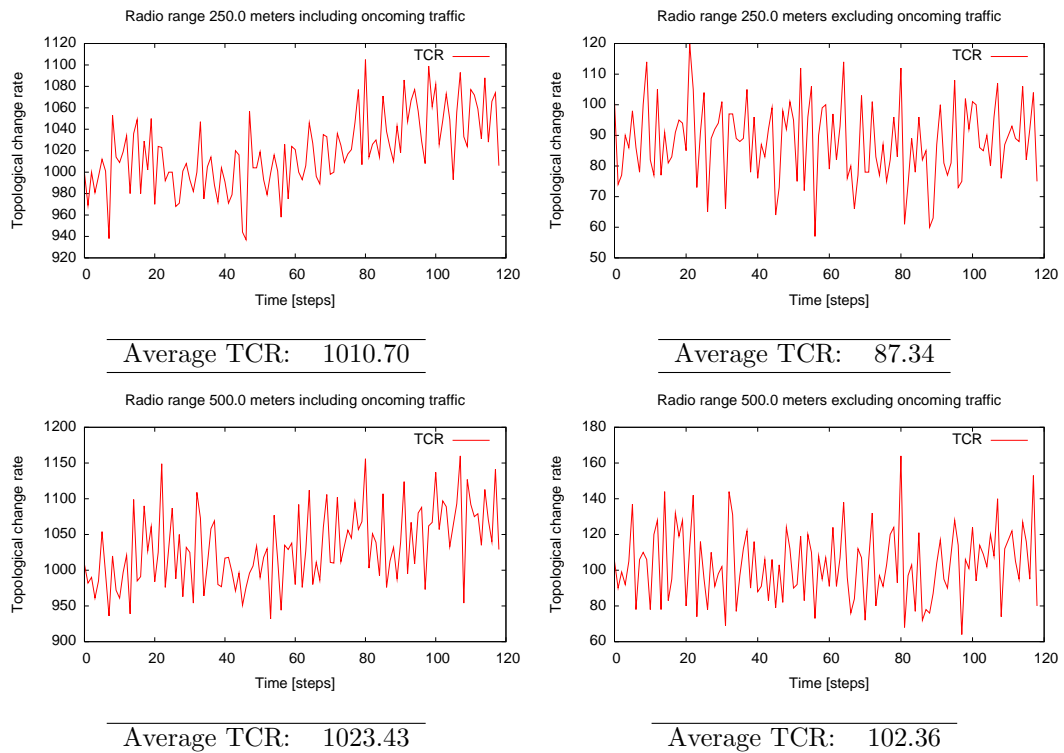 Radio range 250.0 meters including oncoming traffic
TCR
Topological change rate
1120
1100
1080
1060
1040
1020
1000
980
960
940
920
0 20 40 60 80 100 120
Time [steps]
Average TCR: 1010.70
Radio range 250.0 meters excluding oncoming traffic
TCR
Topological change rate
120
110
100
90
80
70
60
50
0 20 40 60 80 100 120
Time [steps]
Average TCR: 87.34
Radio range 500.0 meters including oncoming traffic
TCR
Topological change rate
1200
1150
1100
1050
1000
950
900
0 20 40 60 80 100 120
Time [steps]
Average TCR: 1023.43
Radio range 500.0 meters excluding oncoming traffic
TCR
Topological change rate
180
160
140
120
100
80
60
0 20 40 60 80 100 120
Time [steps]
Average TCR: 102.36